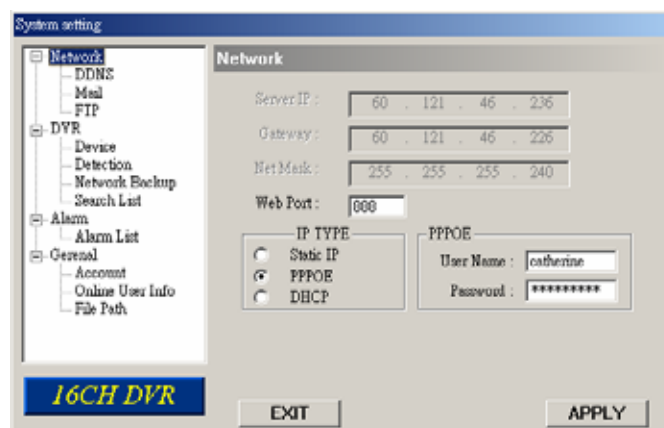 System setting
Network
DDNS
Mail
FTP
DVR
Device
Detection
Network Backup
Search List
Alarm
Alarm List
Gerenal
Account
Online User Info
File Path
16CH DVR
Network
Server IP : 60 . 121 . 46 . 236
Gateway : 60 . 121 . 46 . 226
Net Mask : 255 . 255 . 255 . 240
Web Port : 888
IP TYPE
Static IP
PPPOE
DHCP
PPPOE
User Name : catherine
Password : *********
EXIT
APPLY